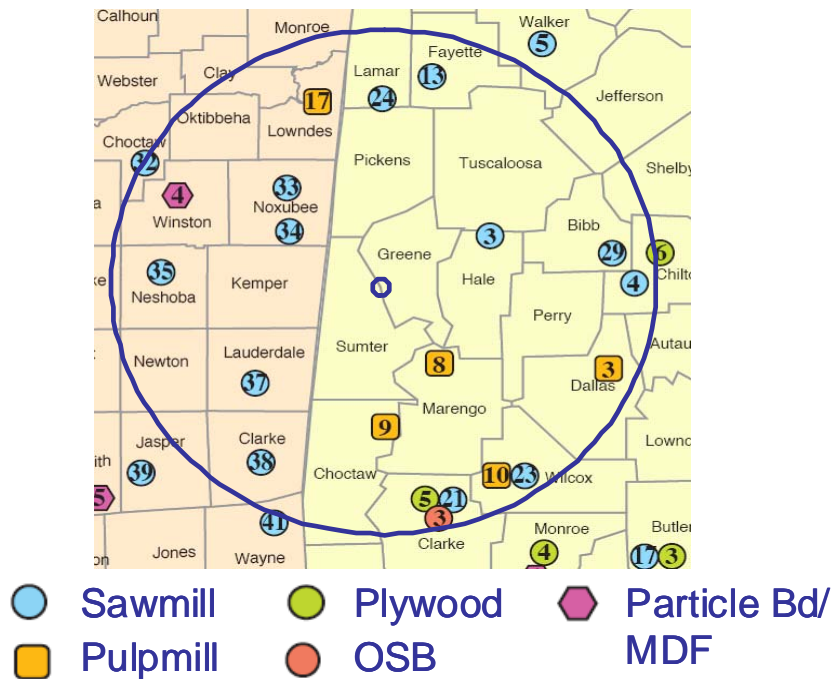 Calhoun
Monroe
Walker
5
Fayette
13
Clay
Lamar
24
Webster
17
Jefferson
Oktibbeha
Lowndes
Choctaw
32
Pickens
Tuscaloosa
Shelby
4
33
a
Winston
Noxubee
34
Bibb
3
29
6
Greene
35
ke
Neshoba
Kemper
Hale
4
Chilto
Perry
Sumter
Autau
Newton
Lauderdale
37
8
3
Dallas
Marengo
9
Jasper
Clarke
Lownd
ith
39
38
Choctaw
10
23
Wilcox
5
5
21
3
41
Monroe
Butler
on
Jones
Wayne
Clarke
4
17
3
Sawmill
Plywood
Particle Bd/
MDF
Pulpmill
OSB